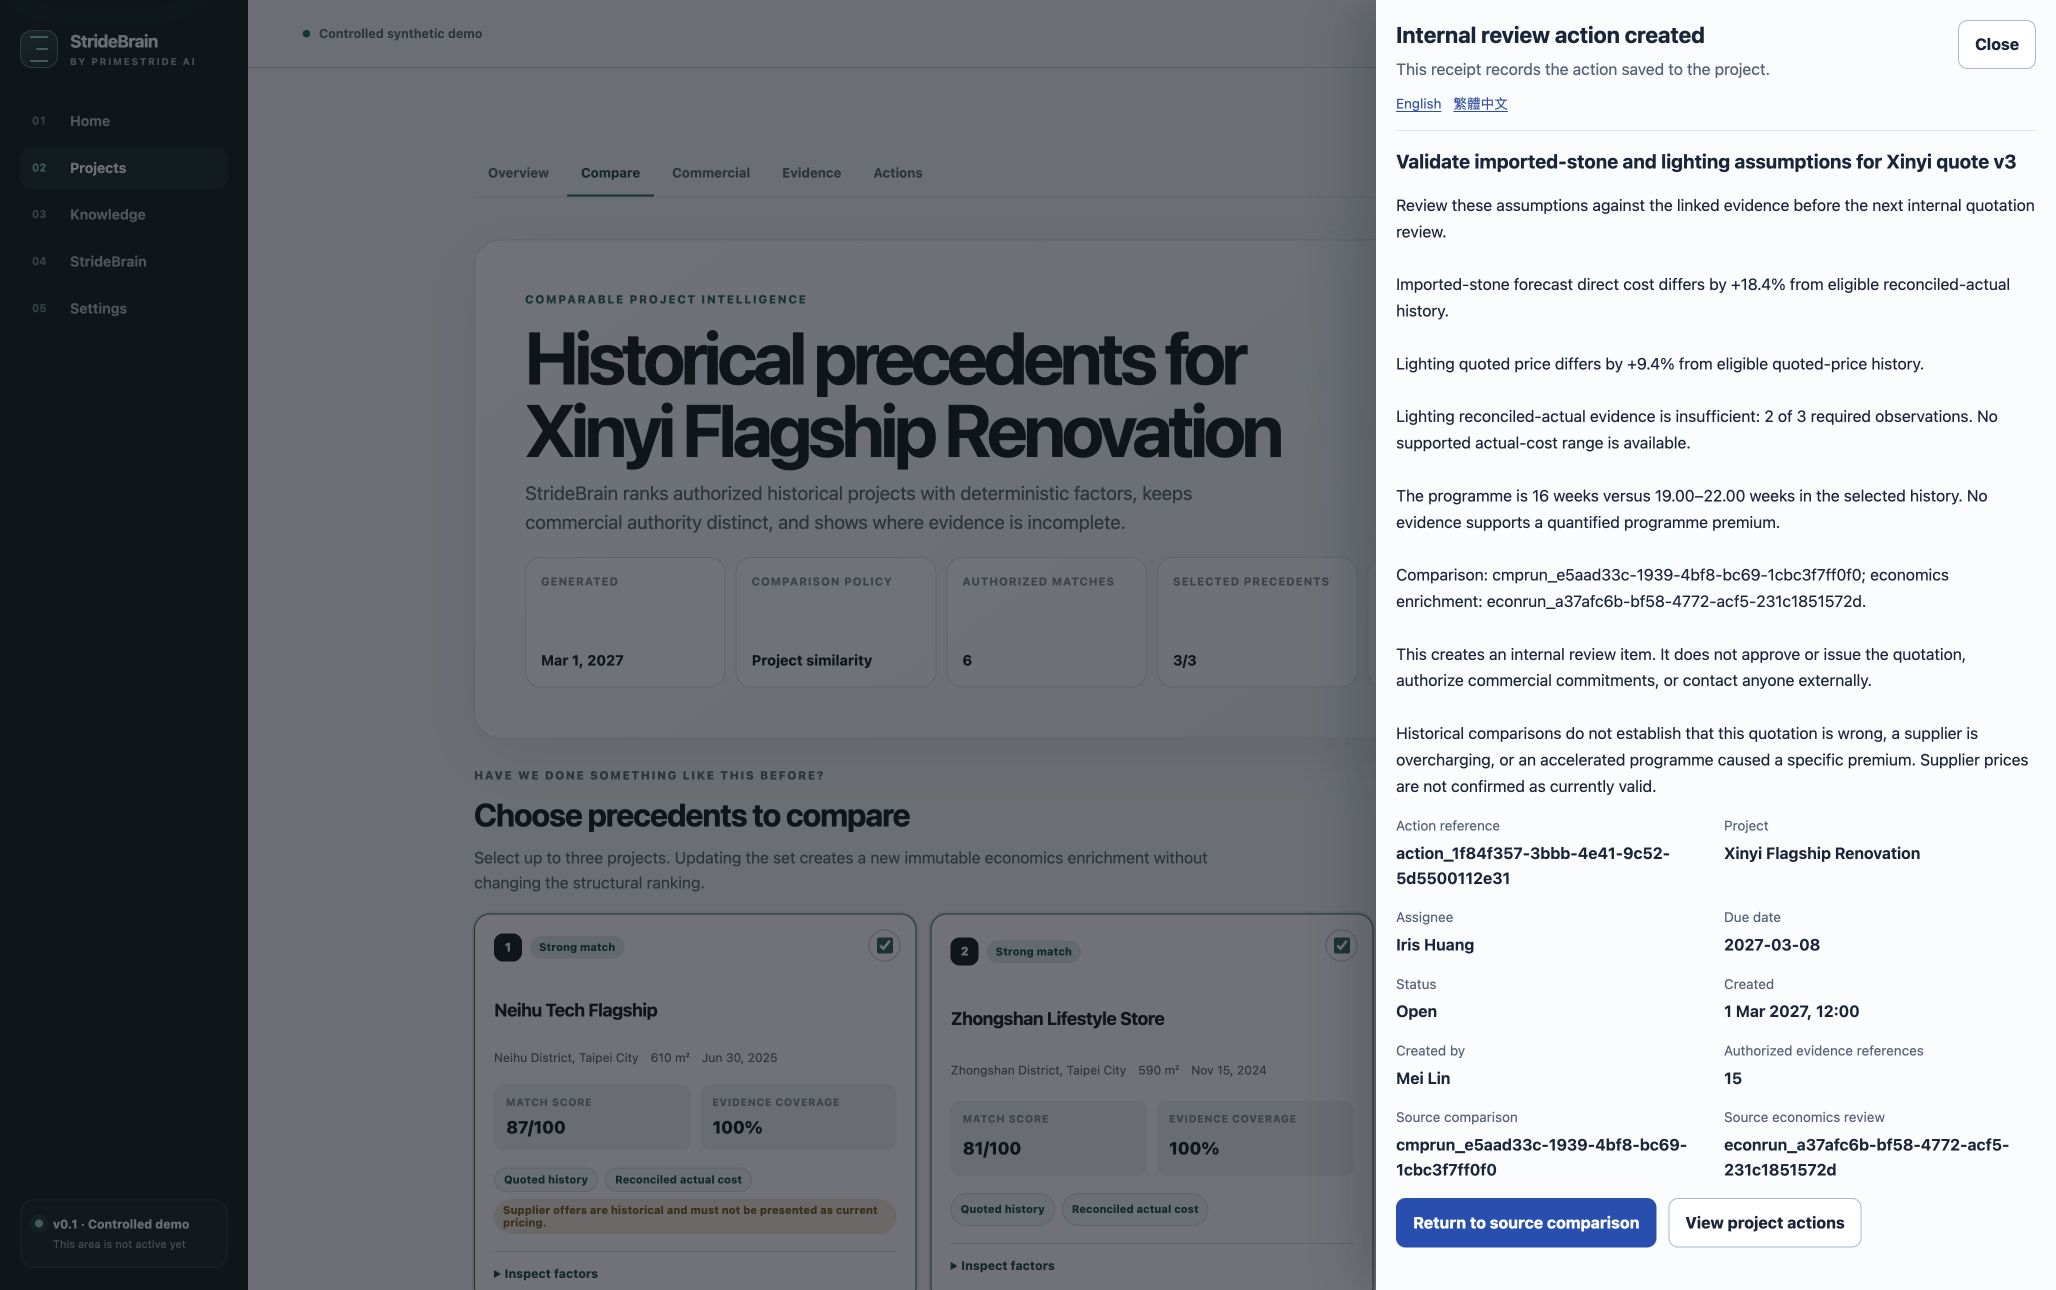 StrideBrain
BY PRIMESTRIDE AI
01 Home
02 Projects
03 Knowledge
04 StrideBrain
05 Settings
v0.1 · Controlled demo
This area is not active yet
Controlled synthetic demo
Overview Compare Commercial Evidence Actions
COMPARABLE PROJECT INTELLIGENCE
Historical precedents for
Xinyi Flagship Renovation
StrideBrain ranks authorized historical projects with deterministic factors, keeps
commercial authority distinct, and shows where evidence is incomplete.
GENERATED
Mar 1, 2027
COMPARISON POLICY
Project similarity
AUTHORIZED MATCHES
6
SELECTED PRECEDENTS
3/3
HAVE WE DONE SOMETHING LIKE THIS BEFORE?
Choose precedents to compare
Select up to three projects. Updating the set creates a new immutable economics enrichment without
changing the structural ranking.
1 Strong match
Neihu Tech Flagship
Neihu District, Taipei City 610 m² Jun 30, 2025
MATCH SCORE
87/100
EVIDENCE COVERAGE
100%
Quoted history Reconciled actual cost
Supplier offers are historical and must not be presented as current
pricing.
Inspect factors
2 Strong match
Zhongshan Lifestyle Store
Zhongshan District, Taipei City 590 m² Nov 15, 2024
MATCH SCORE
81/100
EVIDENCE COVERAGE
100%
Quoted history Reconciled actual cost
Inspect factors
Internal review action created
Close
This receipt records the action saved to the project.
English 繁體中文
Validate imported-stone and lighting assumptions for Xinyi quote v3
Review these assumptions against the linked evidence before the next internal quotation
review.
Imported-stone forecast direct cost differs by +18.4% from eligible reconciled-actual
history.
Lighting quoted price differs by +9.4% from eligible quoted-price history.
Lighting reconciled-actual evidence is insufficient: 2 of 3 required observations. No
supported actual-cost range is available.
The programme is 16 weeks versus 19.00–22.00 weeks in the selected history. No
evidence supports a quantified programme premium.
Comparison: cmprun_e5aad33c-1939-4bf8-bc69-1cbc3f7ff0f0; economics
enrichment: econrun_a37afc6b-bf58-4772-acf5-231c1851572d.
This creates an internal review item. It does not approve or issue the quotation,
authorize commercial commitments, or contact anyone externally.
Historical comparisons do not establish that this quotation is wrong, a supplier is
overcharging, or an accelerated programme caused a specific premium. Supplier prices
are not confirmed as currently valid.
Action reference
action_1f84f357-3bbb-4e41-9c52-
5d5500112e31
Project
Xinyi Flagship Renovation
Assignee
Iris Huang
Due date
2027-03-08
Status
Open
Created
1 Mar 2027, 12:00
Created by
Mei Lin
Authorized evidence references
15
Source comparison
cmprun_e5aad33c-1939-4bf8-bc69-
1cbc3f7ff0f0
Source economics review
econrun_a37afc6b-bf58-4772-acf5-
231c1851572d
Return to source comparison
View project actions